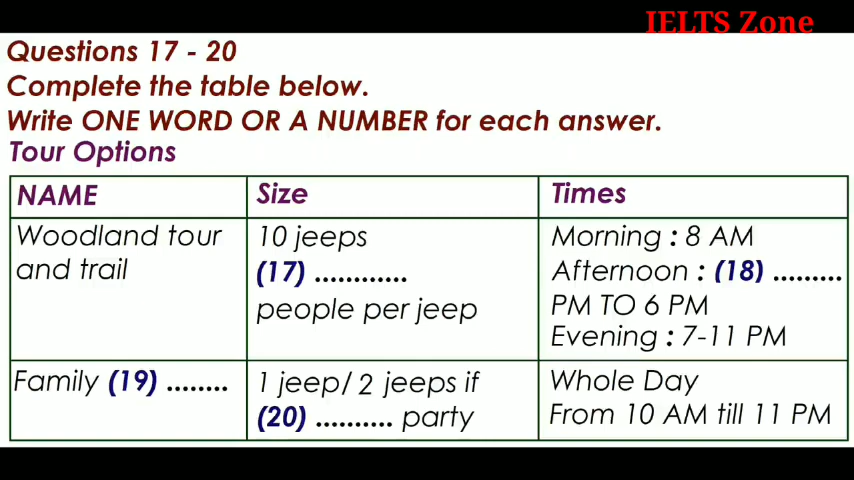 IELTS Zone
Questions 17 - 20
Complete the table below.
Write ONE WORD OR A NUMBER for each answer.
Tour Options
NAME Size Times
Woodland tour 10 jeeps Morning : 8 AM
and trail (17) ............ Afternoon : (18) .........
people per jeep PM TO 6 PM
Evening : 7-11 PM
Family (19) ........ 1 jeep/ 2 jeeps if Whole Day
(20) .......... party From 10 AM till 11 PM